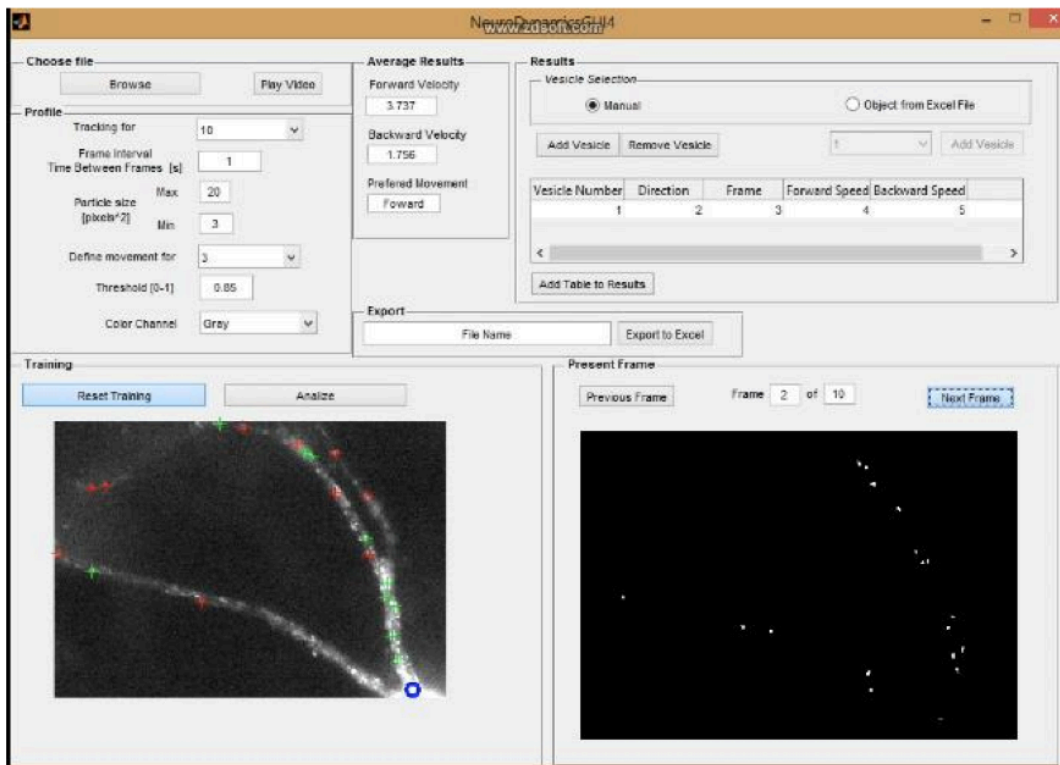 NeuroDynamicsGUI4
www.zdsoft.com
Choose file
Browse
Play Video
Profile
Tracking for
10
Frame Interval
Time Between Frames [s]
1
Particle size
[pixels^2]
Max
20
Min
3
Define movement for
3
Threshold [0-1]
0.85
Color Channel
Gray
Average Results
Forward Velocity
3.737
Backward Velocity
1.756
Prefered Movement
Foward
Results
Vesicle Selection
Manual
Object from Excel File
Add Vesicle
Remove Vesicle
1
Add Vesicle
Vesicle Number Direction Frame Forward Speed Backward Speed
1 2 3 4 5
Add Table to Results
Export
File Name
Export to Excel
Training
Reset Training
Analize
Present Frame
Previous Frame
Frame 2 of 10
Next Frame